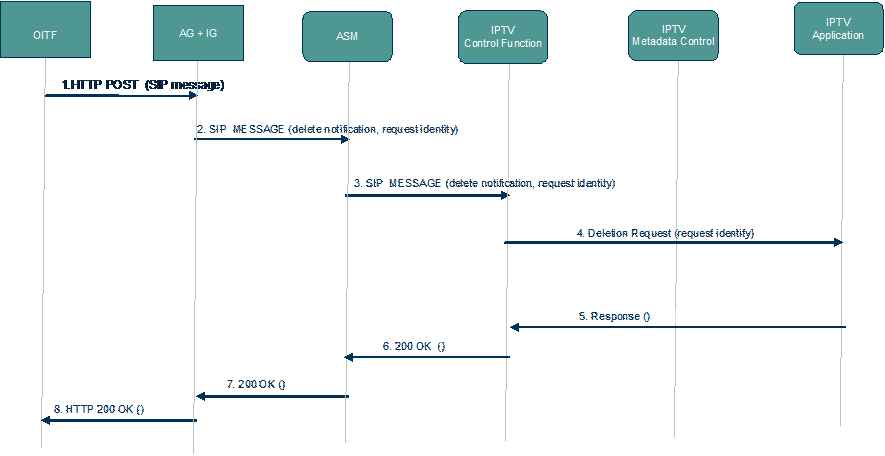 OITF
AG + IG
ASM
IPTV
Control Function
IPTV
Metadata Control
IPTV
Application
1.HTTP POST (SIP message)
2. SIP MESSAGE (delete notification, request identity)
3. SIP MESSAGE (delete notification, request identity)
4. Deletion Request (request identify)
5. Response ()
6. 200 OK ()
7. 200 OK ()
8. HTTP 200 OK ()